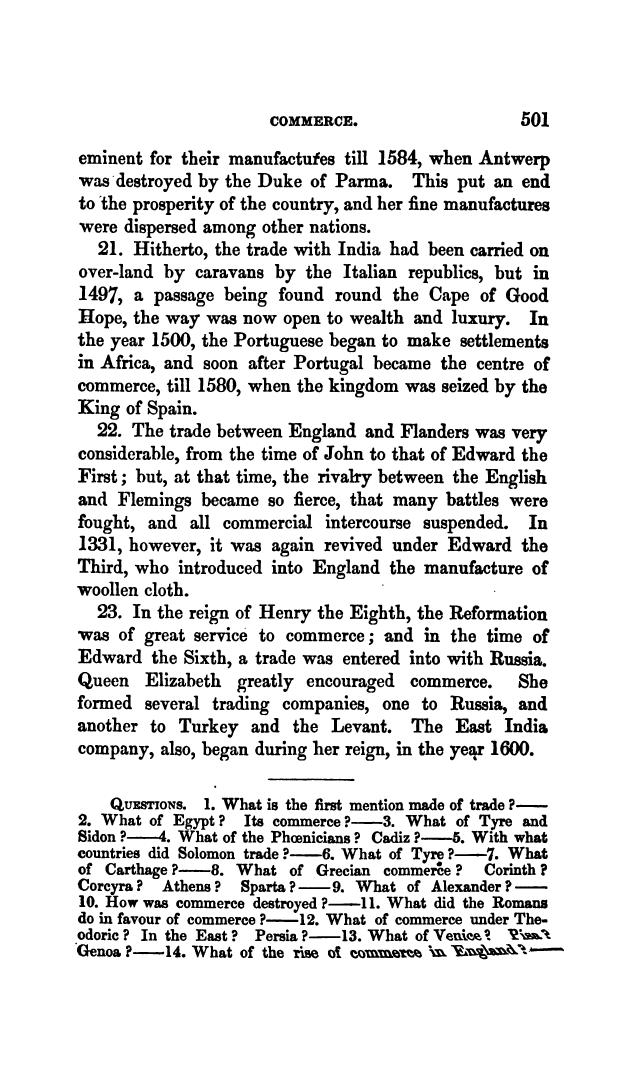 COMMERCE. 501
eminent for their manufactures till 1584, when Antwerp
was destroyed by the Duke of Parma. This put an end
to the prosperity of the country, and her fine manufactures
were dispersed among other nations.
21. Hitherto, the trade with India had been carried on
over-land by caravans by the Italian republics, but in
1497, a passage being found round the Cape of Good
Hope, the way was now open to wealth and luxury. In
the year 1500, the Portuguese began to make settlements
in Africa, and soon after Portugal became the centre of
commerce, till 1580, when the kingdom was seized by the
King of Spain.
22. The trade between England and Flanders was very
considerable, from the time of John to that of Edward the
First; but, at that time, the rivalry between the English
and Flemings became so fierce, that many battles were
fought, and all commercial intercourse suspended. In
1331, however, it was again revived under Edward the
Third, who introduced into England the manufacture of
woollen cloth.
23. In the reign of Henry the Eighth, the Reformation
was of great service to commerce; and in the time of
Edward the Sixth, a trade was entered into with Russia.
Queen Elizabeth greatly encouraged commerce. She
formed several trading companies, one to Russia, and
another to Turkey and the Levant. The East India
company, also, began during her reign, in the year 1600.
QUESTIONS. 1. What is the first mention made of trade?——
2. What of Egypt? Its commerce?——3. What of Tyre and
Sidon?——4. What of the Phœnicians? Cadiz?——5. With what
countries did Solomon trade?——6. What of Tyre?——7. What
of Carthage?——8. What of Grecian commerce? Corinth?
Corcyra? Athens? Sparta?——9. What of Alexander?——
10. How was commerce destroyed?——11. What did the Romans
do in favour of commerce?——12. What of commerce under The-
odoric? In the East? Persia?——13. What of Venice? Pisa?
Genoa?——14. What of the rise of commerce in England?——